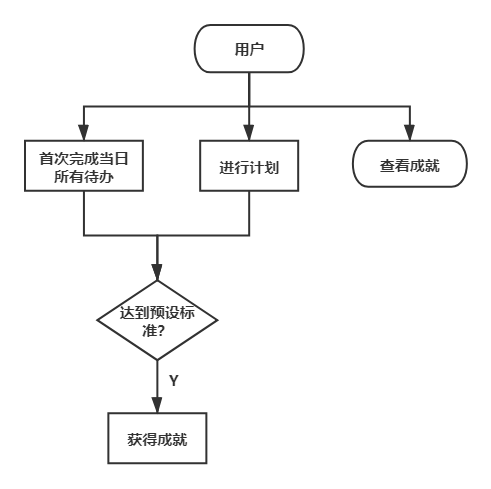 用户
首次完成当日
所有待办
进行计划
查看成就
达到预设标
准?
Y
获得成就